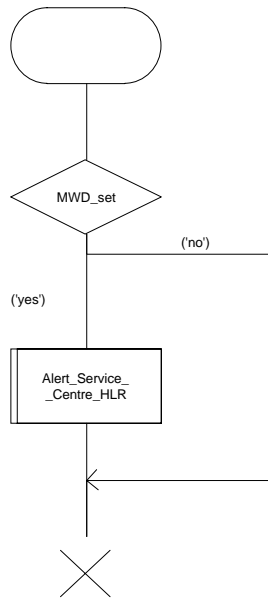 MWD_set
('no')
('yes')
Alert_Service_
_Centre_HLR